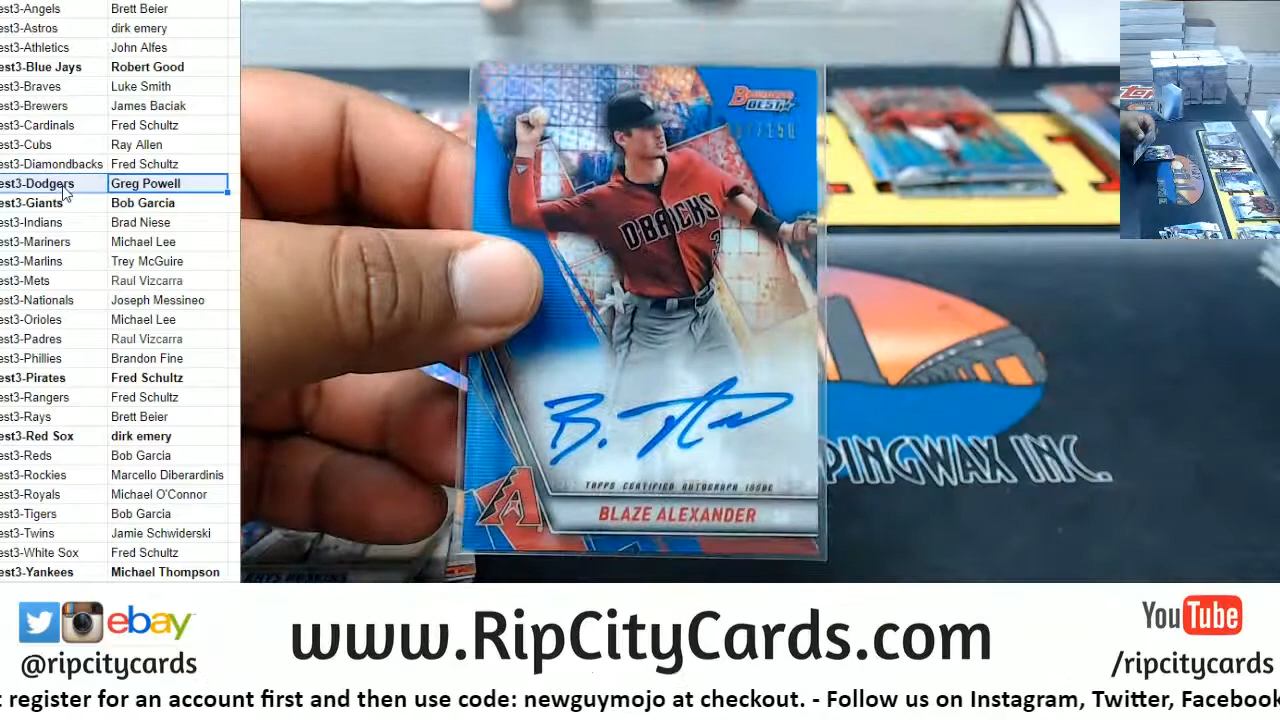 est3-Angels Brett Beier
est3-Astros dirk emery
est3-Athletics John Alfes
est3-Blue Jays Robert Good
est3-Braves Luke Smith
est3-Brewers James Baciak
est3-Cardinals Fred Schultz
est3-Cubs Ray Allen
est3-Diamondbacks Fred Schultz
est3-Dodgers Greg Powell
est3-Giants Bob Garcia
est3-Indians Brad Niese
est3-Mariners Michael Lee
est3-Marlins Trey McGuire
est3-Mets Raul Vizcarra
est3-Nationals Joseph Messineo
est3-Orioles Michael Lee
est3-Padres Raul Vizcarra
est3-Phillies Brandon Fine
est3-Pirates Fred Schultz
est3-Rangers Fred Schultz
est3-Rays Brett Beier
est3-Red Sox dirk emery
est3-Reds Bob Garcia
est3-Rockies Marcello Diberardinis
est3-Royals Michael O'Connor
est3-Tigers Bob Garcia
est3-Twins Jamie Schwiderski
est3-White Sox Fred Schultz
est3-Yankees Michael Thompson
BOWMAN'S
BEST
/150
D'BACKS
3
B.
TOPPS CERTIFIED AUTOGRAPH ISSUE
A
BLAZE ALEXANDER
PINGWAX INC.
Topps
RHYS HOSKINS
ebay
@ripcitycards
www.RipCityCards.com
YouTube
/ripcitycards
t register for an account first and then use code: newguymojo at checkout. - Follow us on Instagram, Twitter, Facebook